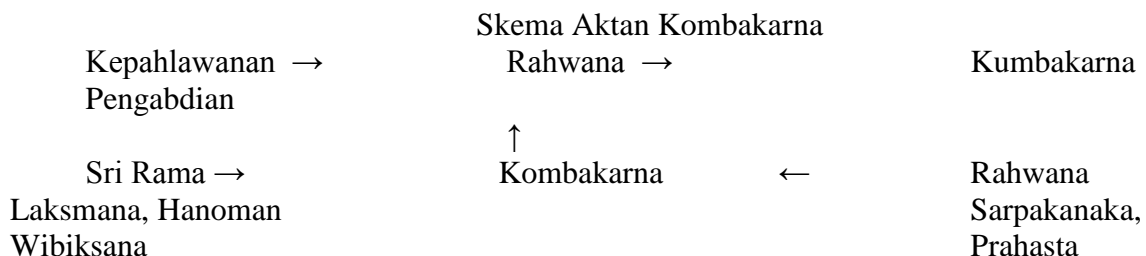 Skema Aktan Kombakarna
Kepahlawanan → Rahwana → Kumbakarna
Pengabdian
↑
Sri Rama → Kombakarna ← Rahwana
Laksmana, Hanoman Sarpakanaka,
Wibiksana Prahasta